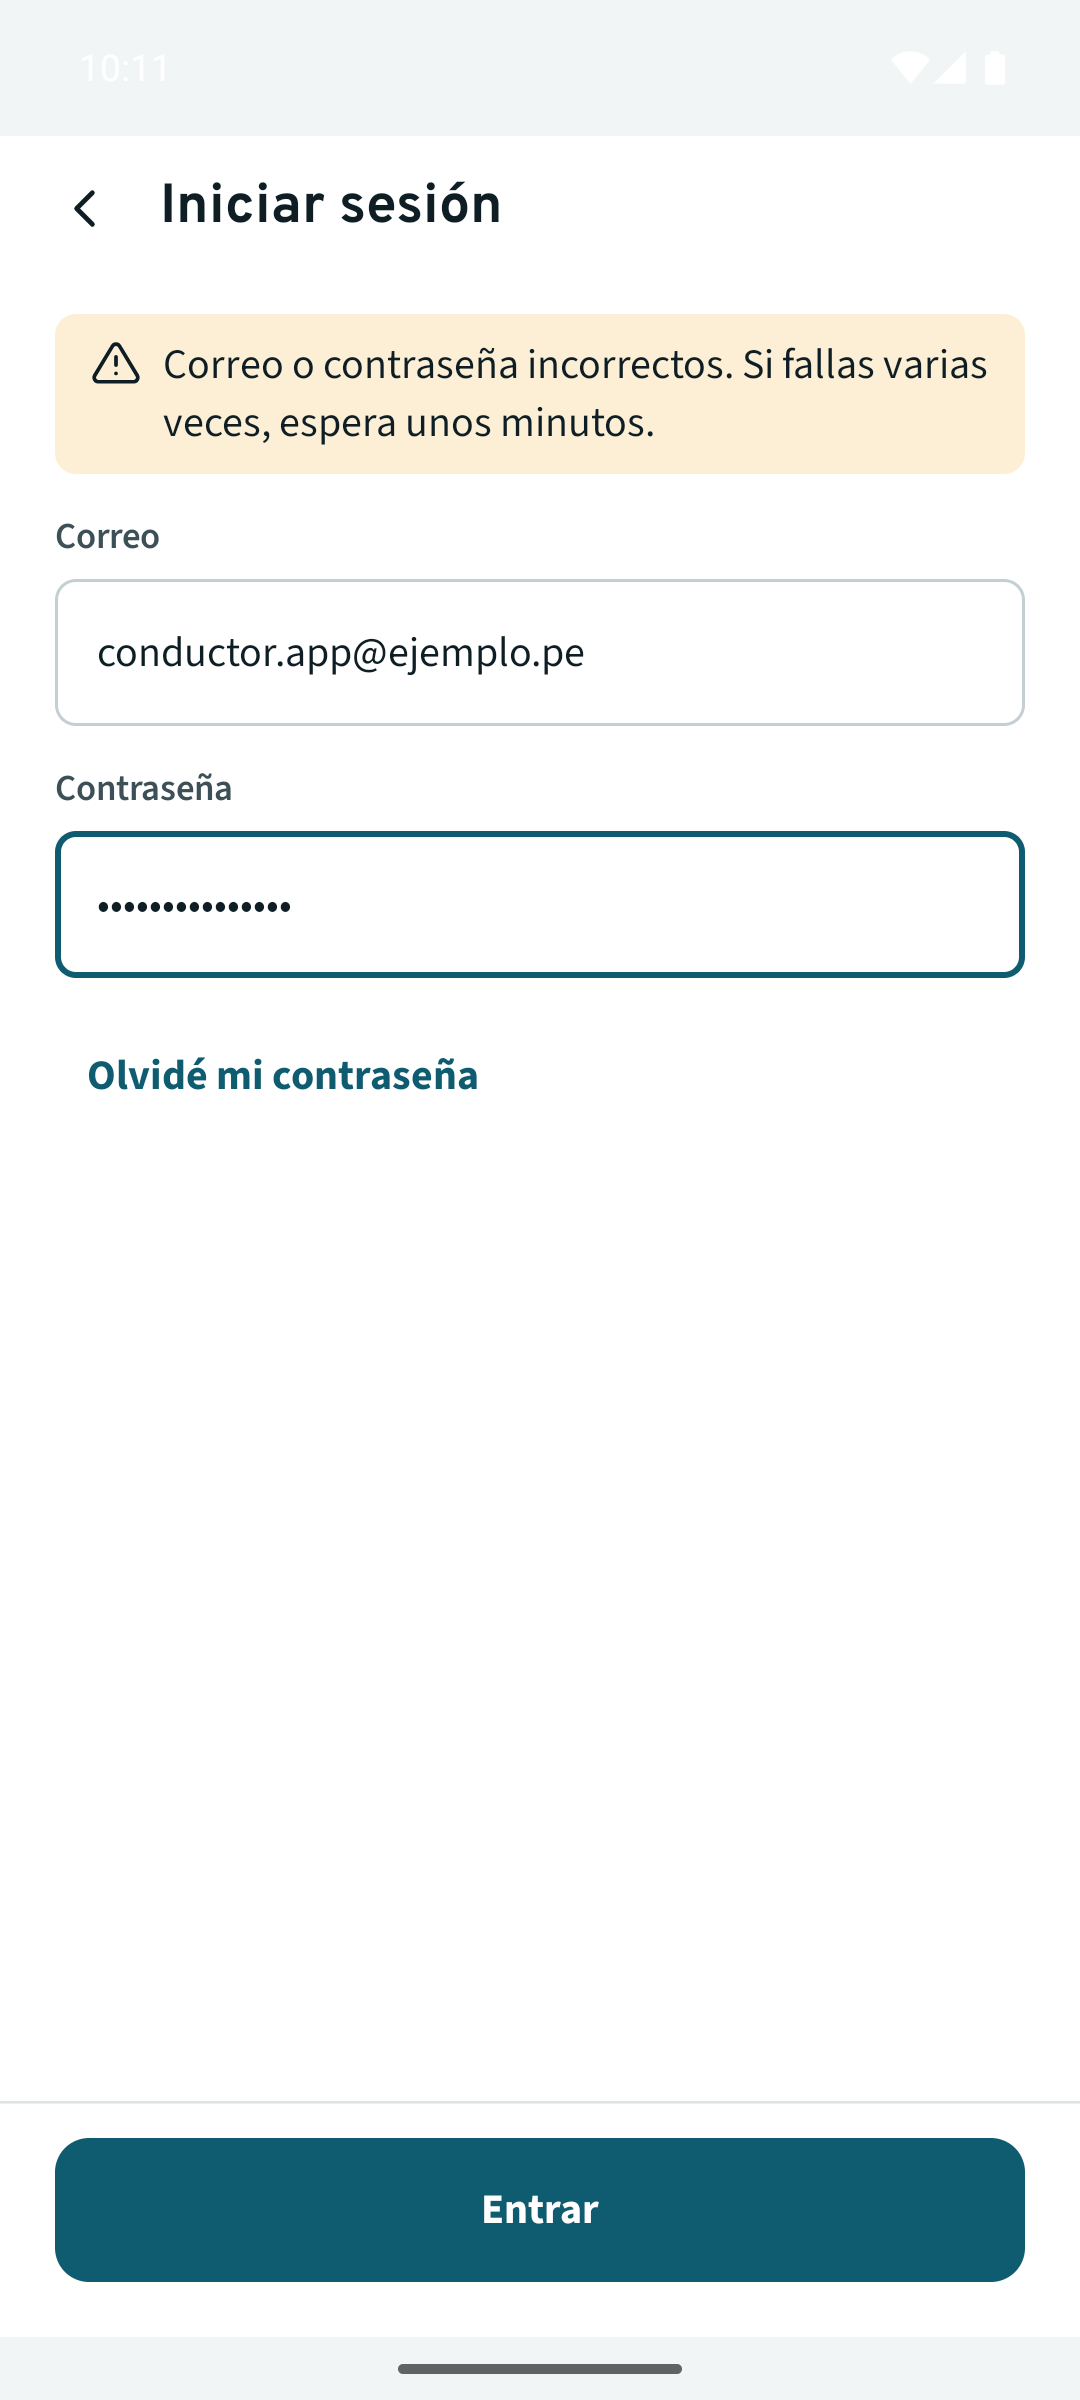 10:11
Iniciar sesión
Correo o contraseña incorrectos. Si fallas varias
veces, espera unos minutos.
Correo
conductor.app@ejemplo.pe
Contraseña
•••••••••••••••
Olvidé mi contraseña
Entrar